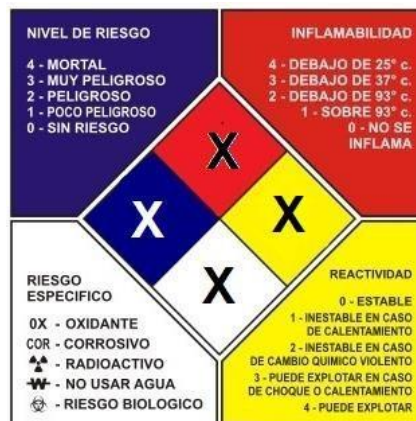 NIVEL DE RIESGO
4 - MORTAL
3 - MUY PELIGROSO
2 - PELIGROSO
1 - POCO PELIGROSO
0 - SIN RIESGO
INFLAMABILIDAD
4 - DEBAJO DE 25° c.
3 - DEBAJO DE 37° c.
2 - DEBAJO DE 93° c.
1 - SOBRE 93° c.
0 - NO SE
INFLAMA
X
X
X
X
RIESGO
ESPECIFICO
OX - OXIDANTE
COR - CORROSIVO
- RADIOACTIVO
W - NO USAR AGUA
- RIESGO BIOLOGICO
REACTIVIDAD
0 - ESTABLE
1 - INESTABLE EN CASO
DE CALENTAMIENTO
2 - INESTABLE EN CASO
DE CAMBIO QUIMICO VIOLENTO
3 - PUEDE EXPLOTAR EN CASO
DE CHOQUE O CALENTAMIENTO
4 - PUEDE EXPLOTAR